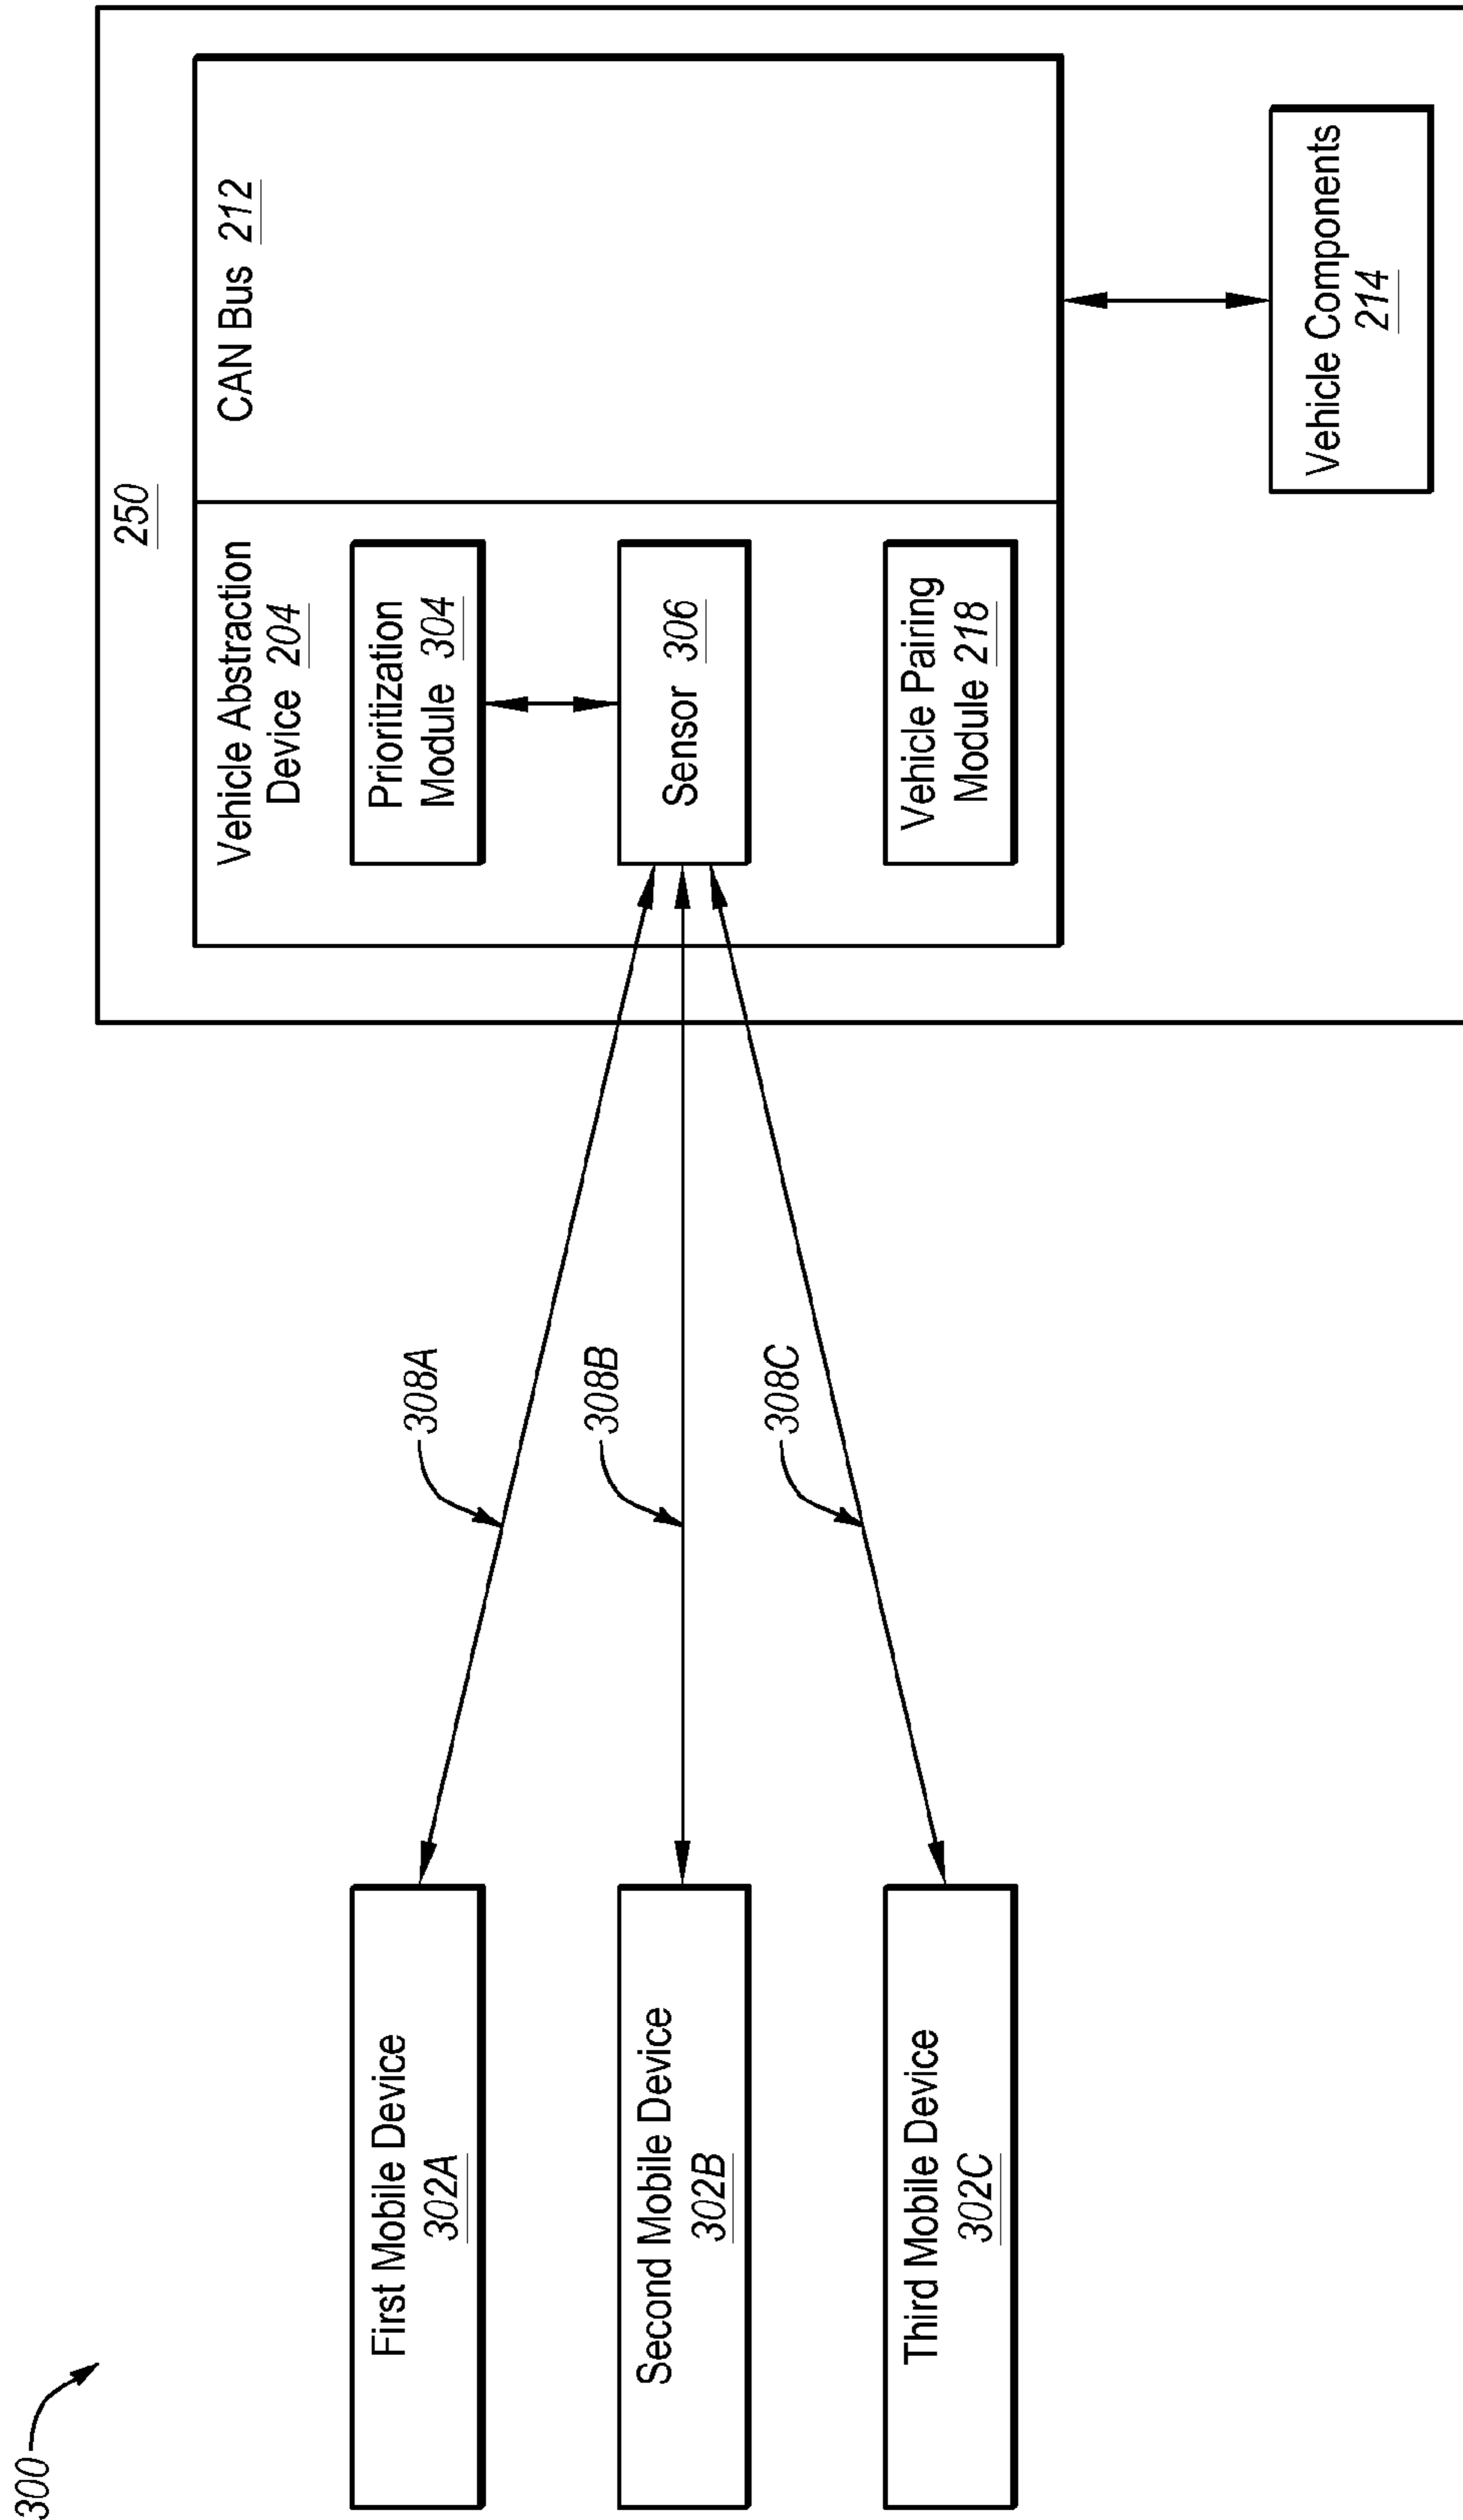 300
250
Vehicle Abstraction
Device 204
CAN Bus 212
First Mobile Device
302A
308A
Prioritization
Module 304
Second Mobile Device
302B
308B
Sensor 306
Third Mobile Device
302C
308C
Vehicle Pairing
Module 218
Vehicle Components
214